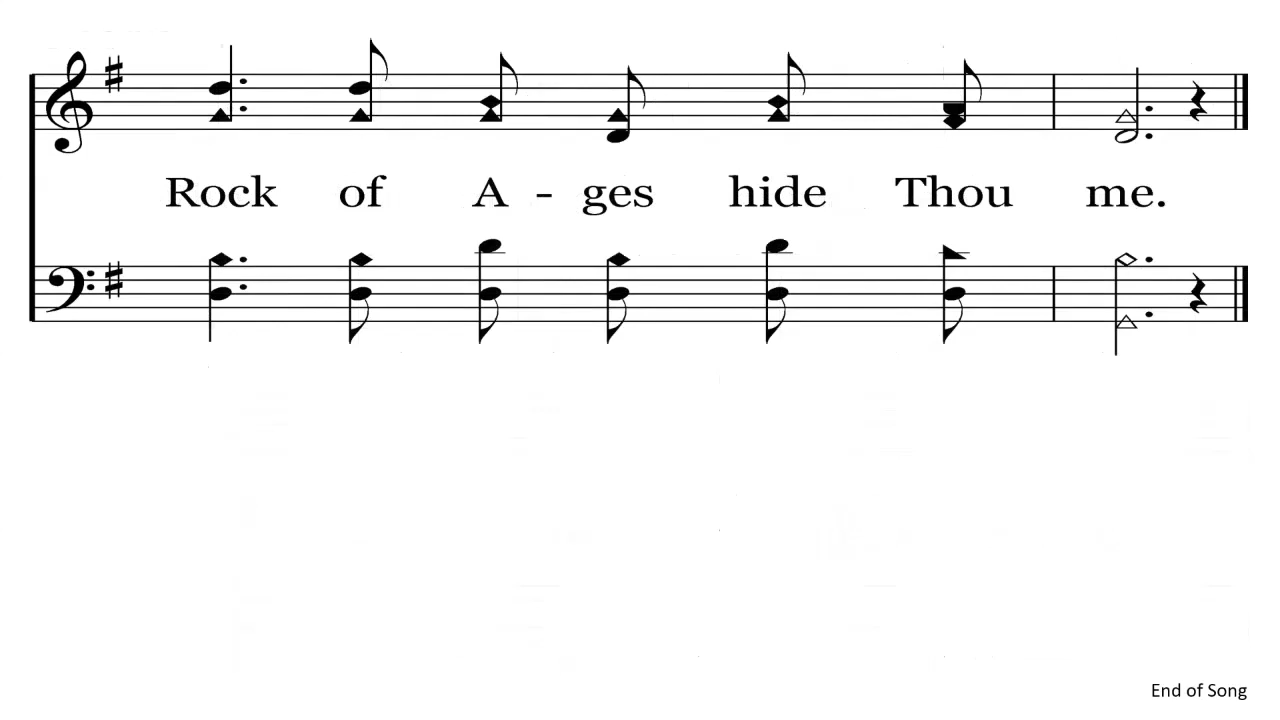 Rock of A - ges hide Thou me.
End of Song